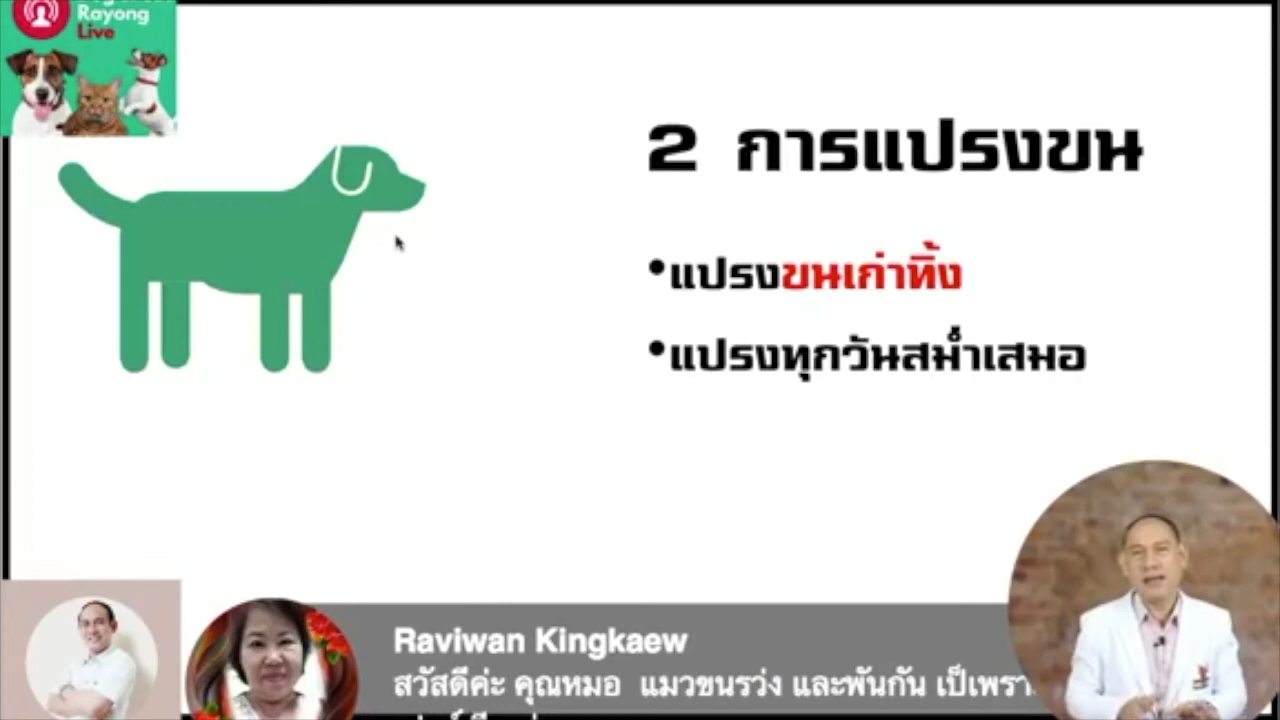 Rayong
Live
2 การแปรงขน
•แปรงขนเก่าทิ้ง
•แปรงทุกวันสม่ำเสมอ
Raviwan Kingkaew
สวัสดีค่ะ คุณหมอ แมวขนรว่ง และพันกัน เป็เพรา